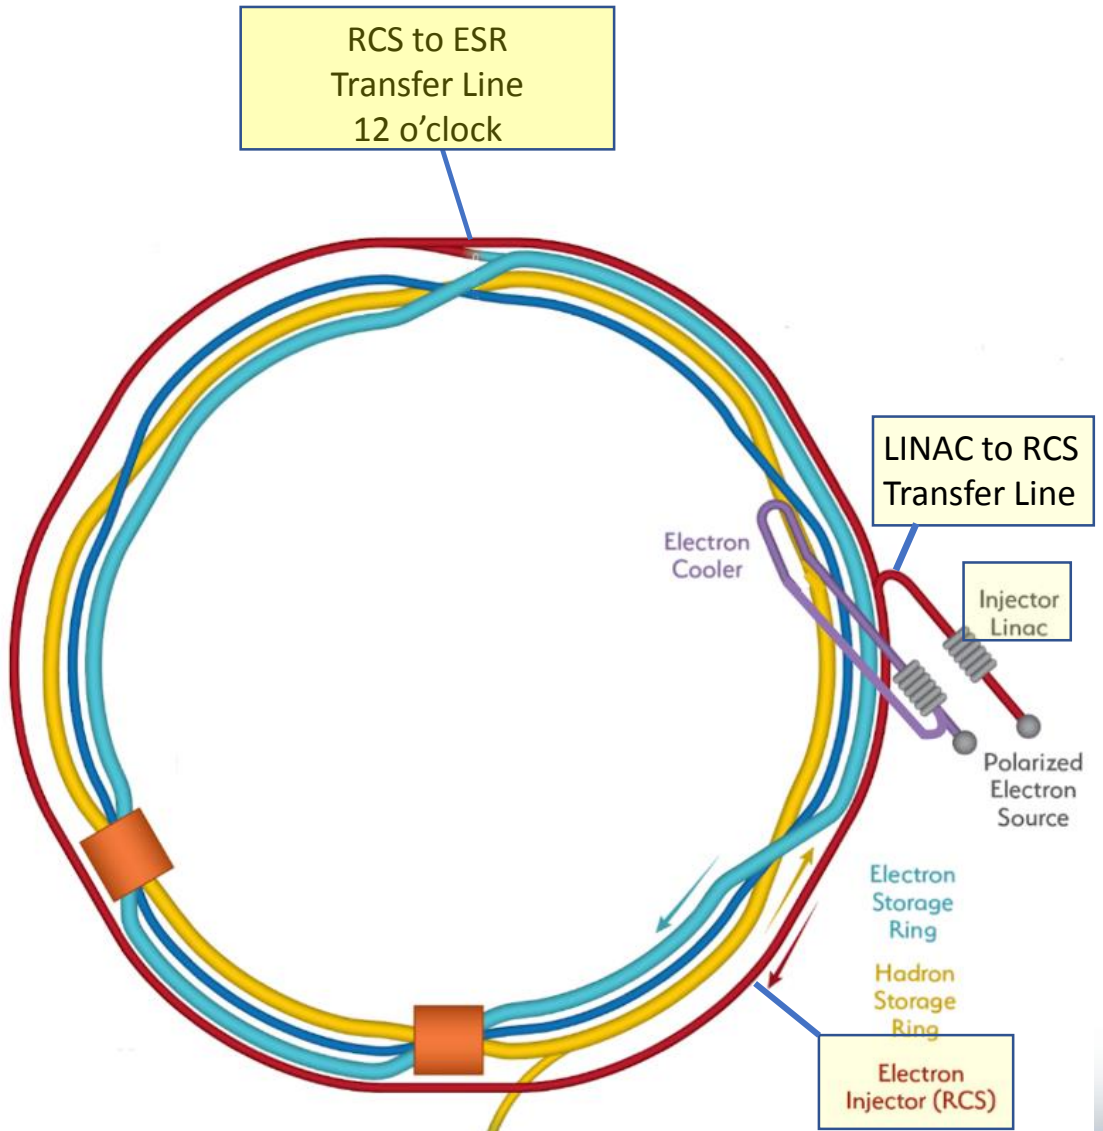 RCS to ESR
Transfer Line
12 o’clock
LINAC to RCS
Transfer Line
Electron
Cooler
Injector
Linac
Polarized
Electron
Source
Electron
Storage
Ring
Hadron
Storage
Ring
Electron
Injector (RCS)